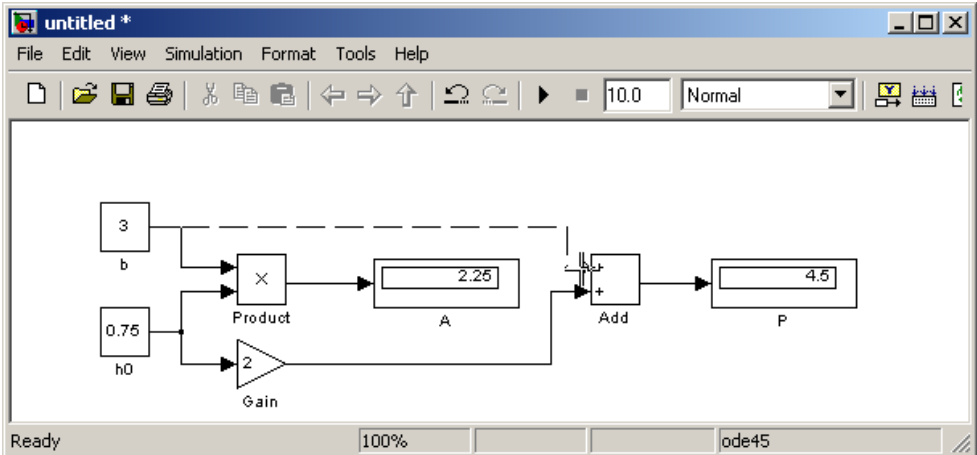 untitled *
File Edit View Simulation Format Tools Help
10.0 Normal
3
b
×
Product
2.25
A
+
+
Add
4.5
P
0.75
h0
2
Gain
Ready 100% ode45